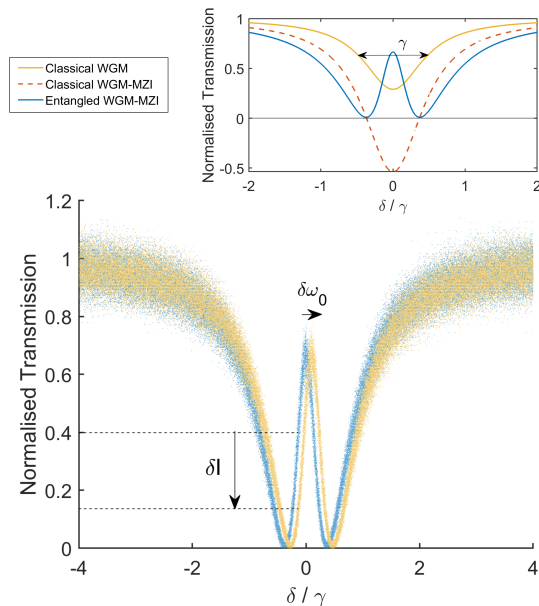 Classical WGM
Classical WGM-MZI
Entangled WGM-MZI
Normalised Transmission
1
0.5
0
-0.5
γ
-2
-1
0
1
2
δ / γ
Normalised Transmission
1.2
1
0.8
0.6
0.4
0.2
0
δω₀
δI
-4
-2
0
2
4
δ / γ